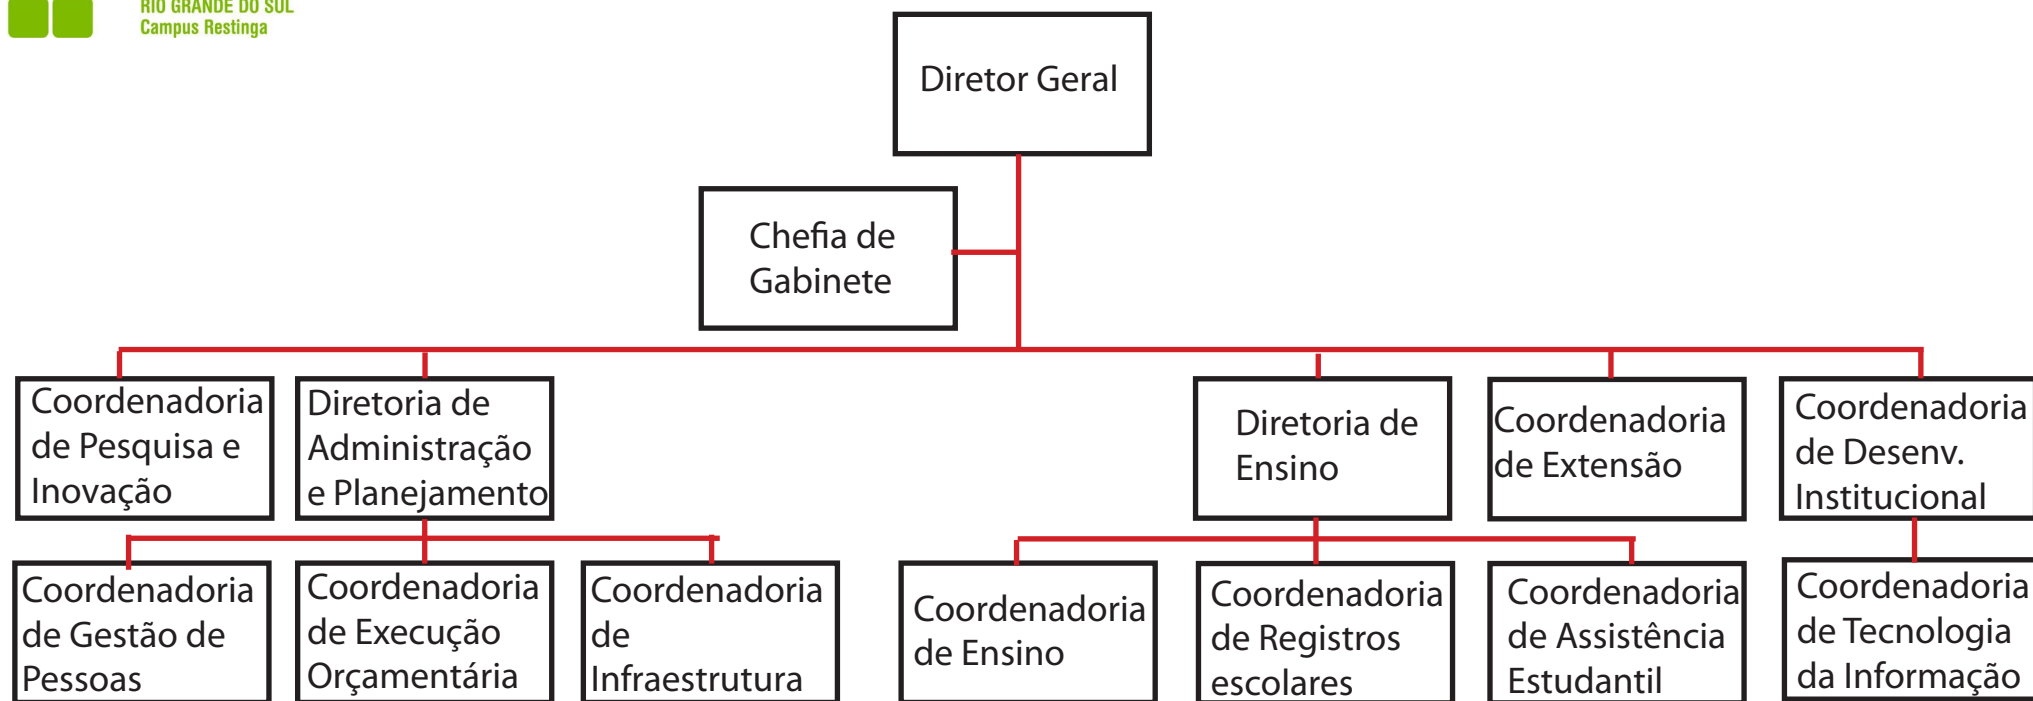 RIO GRANDE DO SUL
Campus Restinga
Diretor Geral
Chefia de
Gabinete
Coordenadoria
de Pesquisa e
Inovação
Diretoria de
Administração
e Planejamento
Diretoria de
Ensino
Coordenadoria
de Extensão
Coordenadoria
de Desenv.
Institucional
Coordenadoria
de Gestão de
Pessoas
Coordenadoria
de Execução
Orçamentária
Coordenadoria
de
Infraestrutura
Coordenadoria
de Ensino
Coordenadoria
de Registros
escolares
Coordenadoria
de Assistência
Estudantil
Coordenadoria
de Tecnologia
da Informação